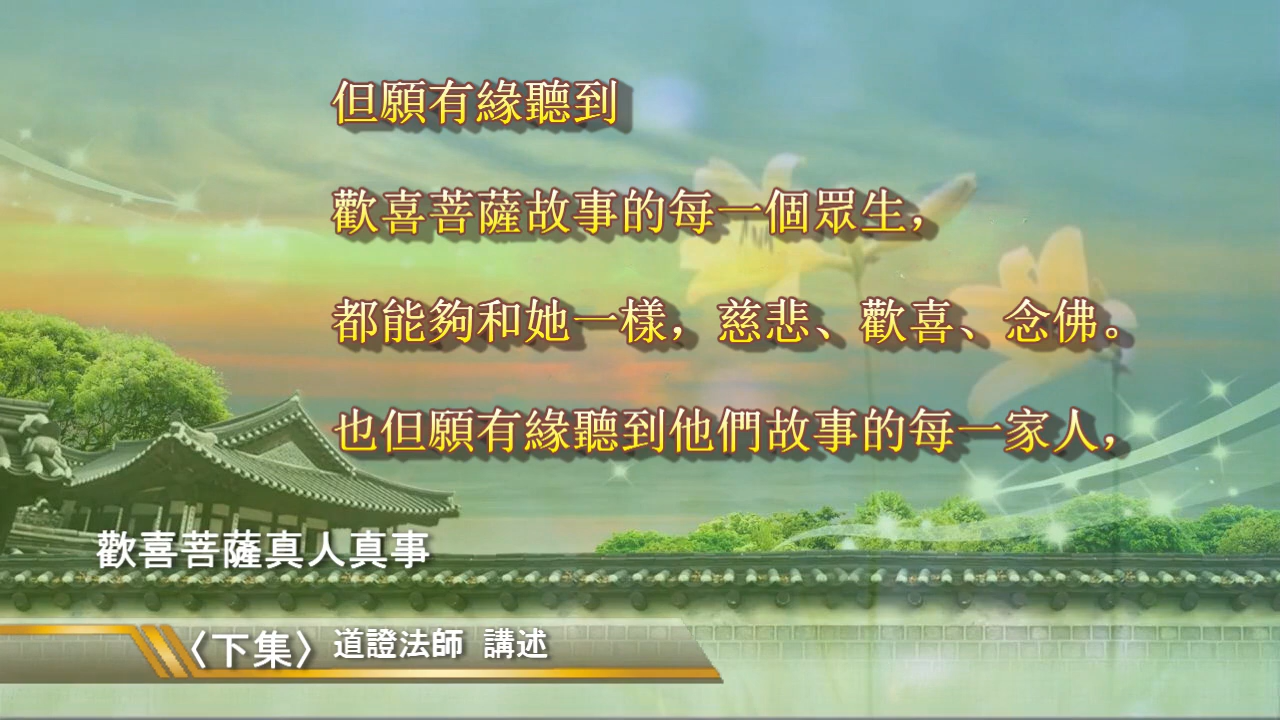 但願有緣聽到
歡喜菩薩故事的每一個眾生，
都能夠和她一樣，慈悲、歡喜、念佛。
也但願有緣聽到他們故事的每一家人，
歡喜菩薩真人真事
〈下集〉道證法師 講述